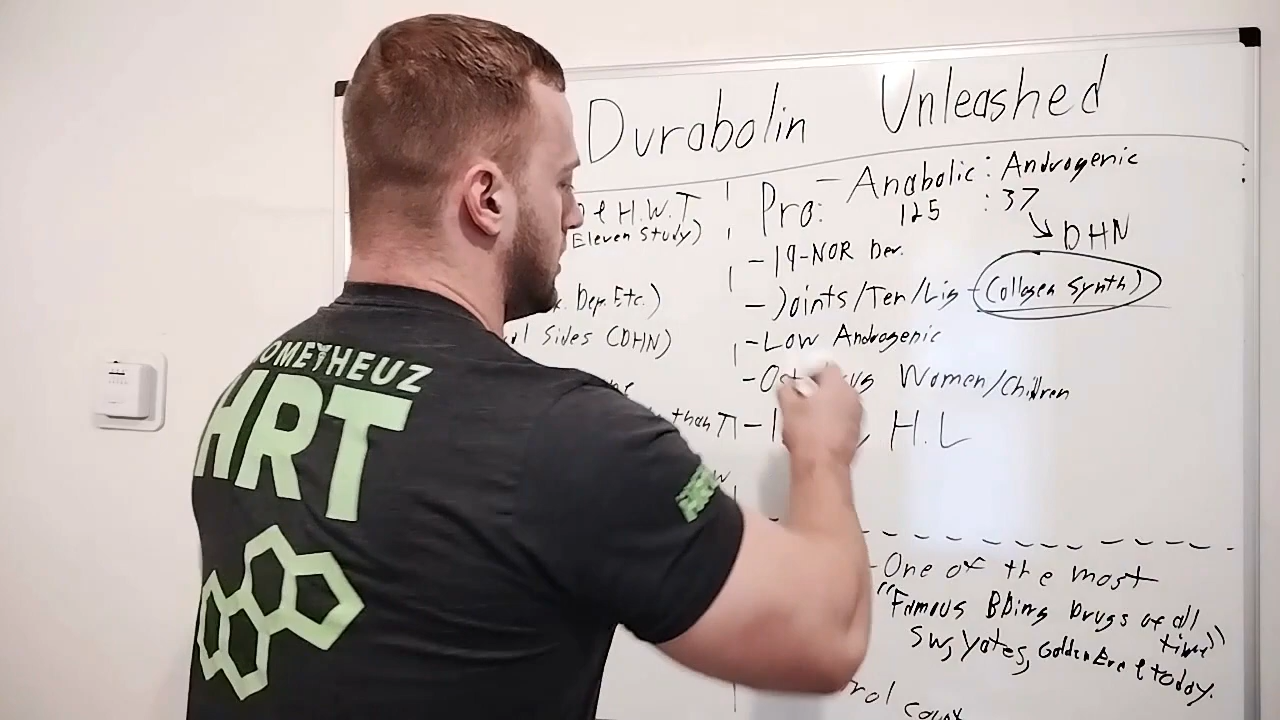 Durabolin Unleashed
& H.W.T
Eleven Study)
Dep. Etc.)
Sides (DHN)
than T
Pro: - Anabolic : Androgenic
125 : 37
DHN
-19-NOR Der.
-Joints/Ten/Lig - (Collagen Synth)
-Low Androgenic
Women/Children
H.L
-One of the most
"Famous BBing Drugs of all
time"
SW, Yates, Golden Era & today.
count
OMETHEUZ
HRT